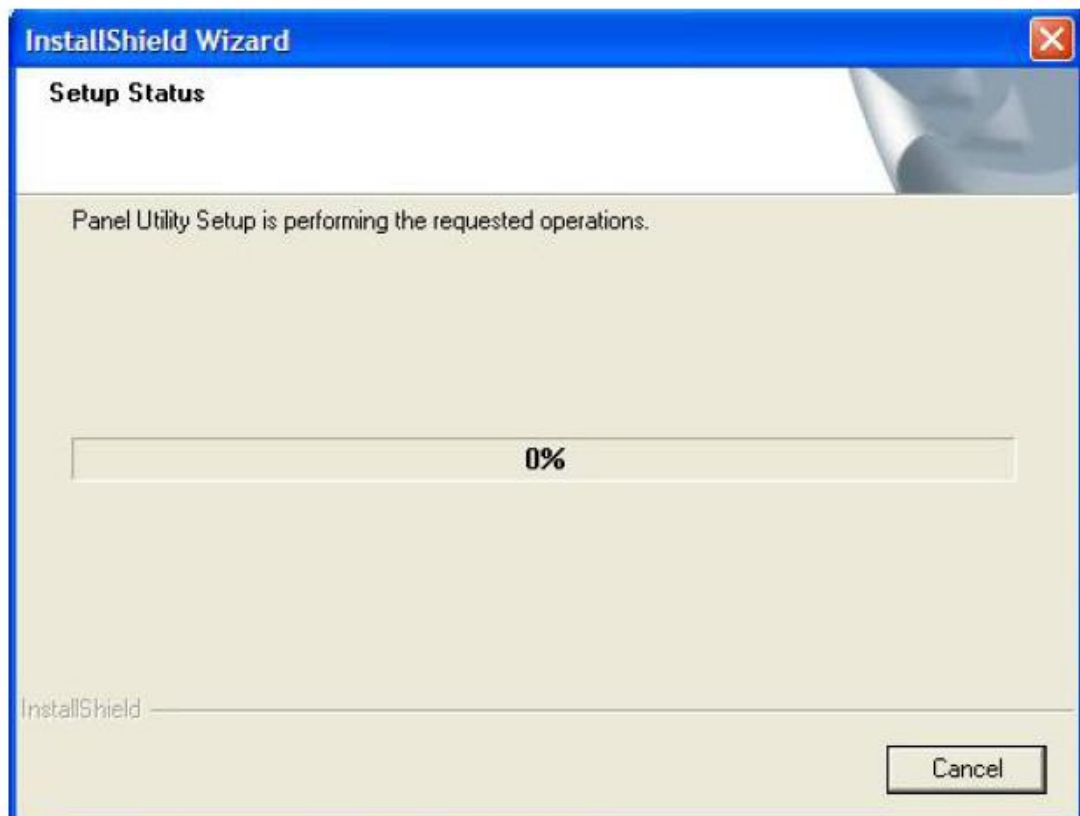 InstallShield Wizard
Setup Status
Panel Utility Setup is performing the requested operations.
0%
InstallShield
Cancel